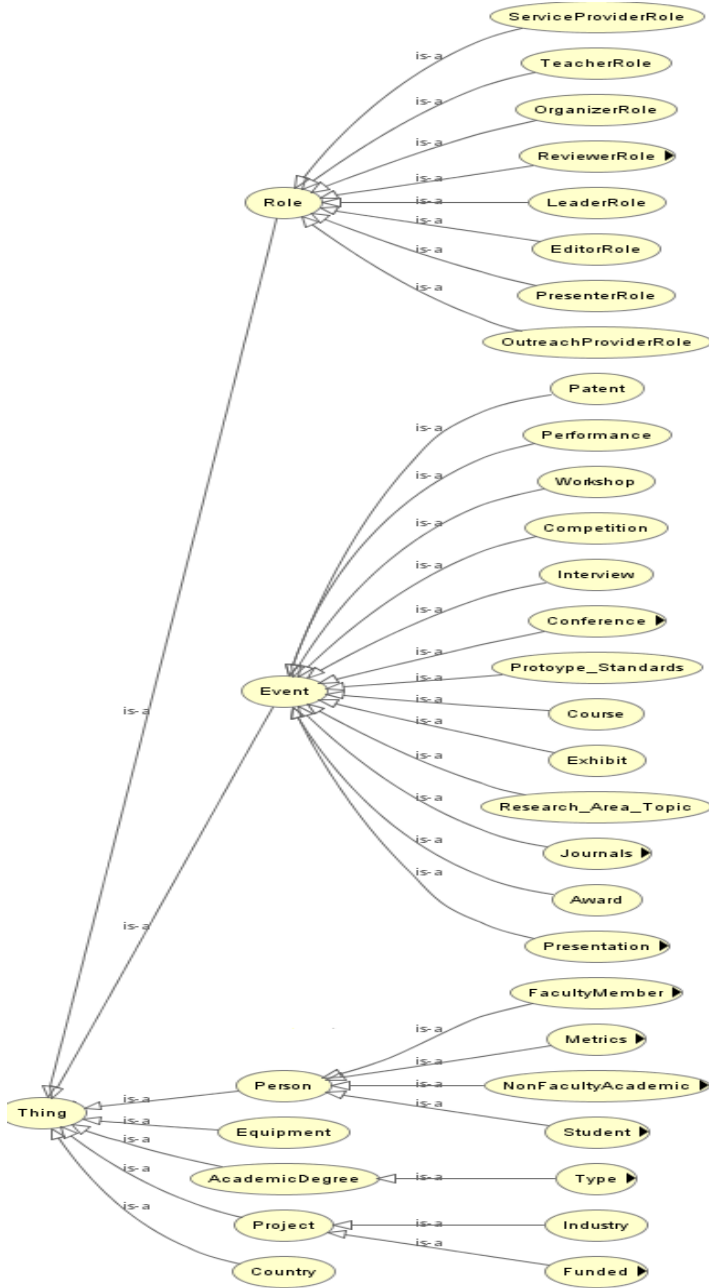 ServiceProviderRole
is-a
TeacherRole
is-a
OrganizerRole
is-a
ReviewerRole
is-a
Role
is-a
LeaderRole
is-a
EditorRole
is-a
PresenterRole
is-a
OutreachProviderRole
Patent
is-a
Performance
is-a
Workshop
is-a
Competition
is-a
Interview
is-a
Conference
is-a
Protoype_Standards
is-a
Event
is-a
Course
is-a
is-a
Exhibit
is-a
Research_Area_Topic
is-a
Journals
is-a
Award
is-a
is-a
Presentation
FacultyMember
is-a
Metrics
is-a
Person
is-a
NonFacultyAcademic
is-a
Thing
is-a
Student
Equipment
is-a
AcademicDegree
is-a
Type
is-a
Project
Industry
is-a
is-a
Country
Funded